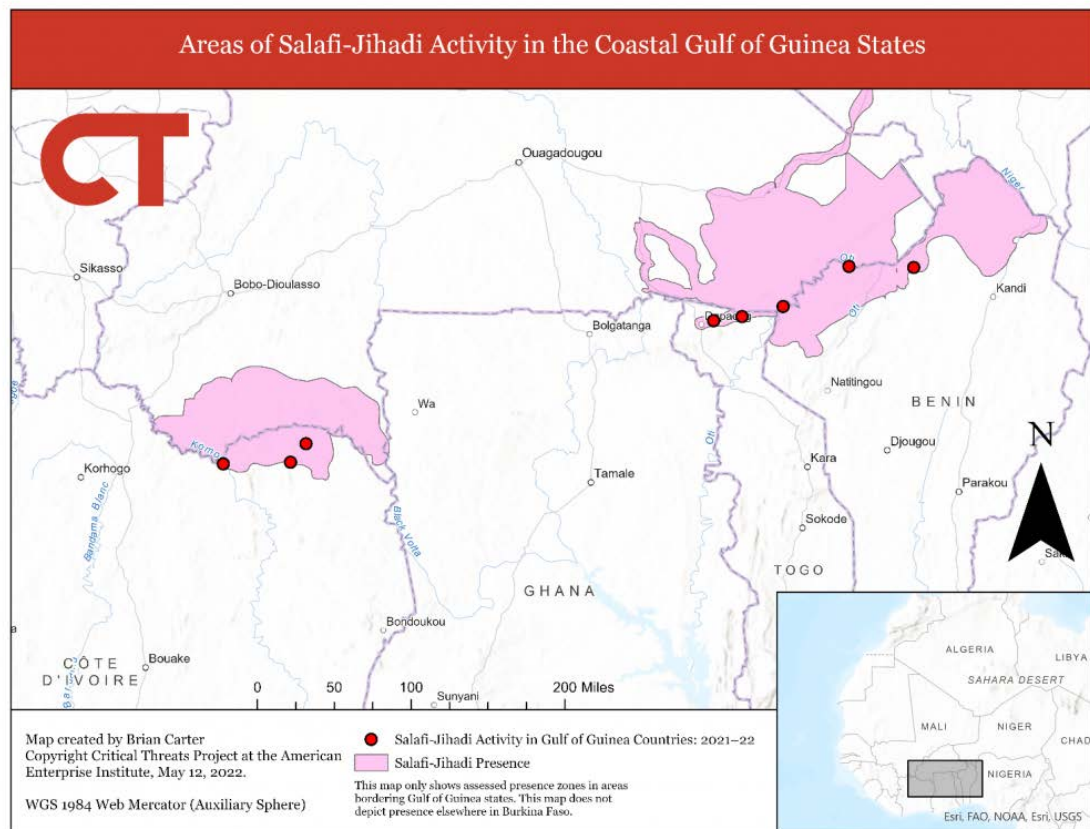 Areas of Salafi-Jihadi Activity in the Coastal Gulf of Guinea States
CT
Ouagadougou
Niger
Sikasso
Bobo-Dioulasso
Oti
Kandi
Dapaong
Bolgatanga
Natitingou
Wa
BENIN
N
Komo
Oti
Djougou
Korhogo
Kara
Tamale
Parakou
Bandama Blanc
Black Volta
Sokode
TOGO
GHANA
Bondoukou
CÔTE
D'IVOIRE
Bouake
0 50 100 200 Miles
Sunyani
ALGERIA
LIBYA
SAHARA DESERT
MALI
NIGER
CHAD
NIGERIA
Esri, FAO, NOAA, Esri, USGS
Map created by Brian Carter
Copyright Critical Threats Project at the American
Enterprise Institute, May 12, 2022.
WGS 1984 Web Mercator (Auxiliary Sphere)
Salafi-Jihadi Activity in Gulf of Guinea Countries: 2021–22
Salafi-Jihadi Presence
This map only shows assessed presence zones in areas
bordering Gulf of Guinea states. This map does not
depict presence elsewhere in Burkina Faso.